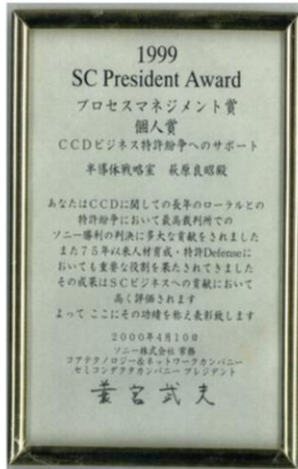 1999
SC President Award
プロセスマネジメント賞
個人賞
CCDビジネス特許紛争へのサポート
半導体戦略室 萩原良昭殿
あなたはCCDに関しての長年のローラルとの
特許紛争において最高裁判所での
ソニー勝利の判決に多大な貢献をされました
また75年以来人材育成・特許Defenseに
おいても重要な役割を果たされてきました
その成果はSCビジネスへの貢献において
高く評価されます
よって ここにその功績を称え表彰致します
2000年4月10日
ソニー株式会社 常務
コアテクノロジー&ネットワークカンパニー
セミコンダクタカンパニー プレジデント